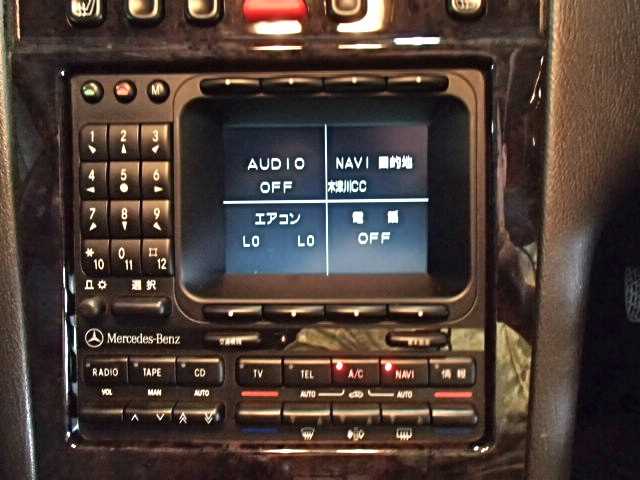 M
AUDIO
NAVI 目的地
OFF
木津川CC
エアコン
電 話
LO LO
OFF
1 2 3
4 5 6
7 8 9
* 0
10 11 12
選択
Mercedes-Benz
RADIO TAPE CD
TV TEL A/C NAVI 情報
VOL MAN AUTO
AUTO AUTO